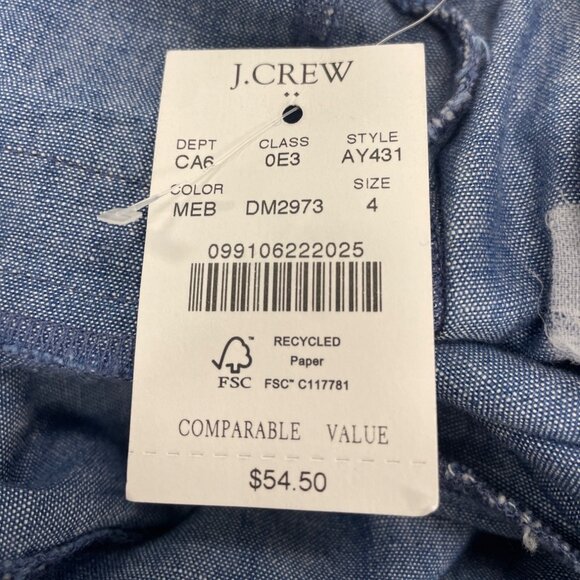 J.CREW
DEPT CLASS STYLE
CA6 0E3 AY431
COLOR SIZE
MEB DM2973 4
099106222025
RECYCLED
Paper
FSC FSC™ C117781
COMPARABLE VALUE
$54.50